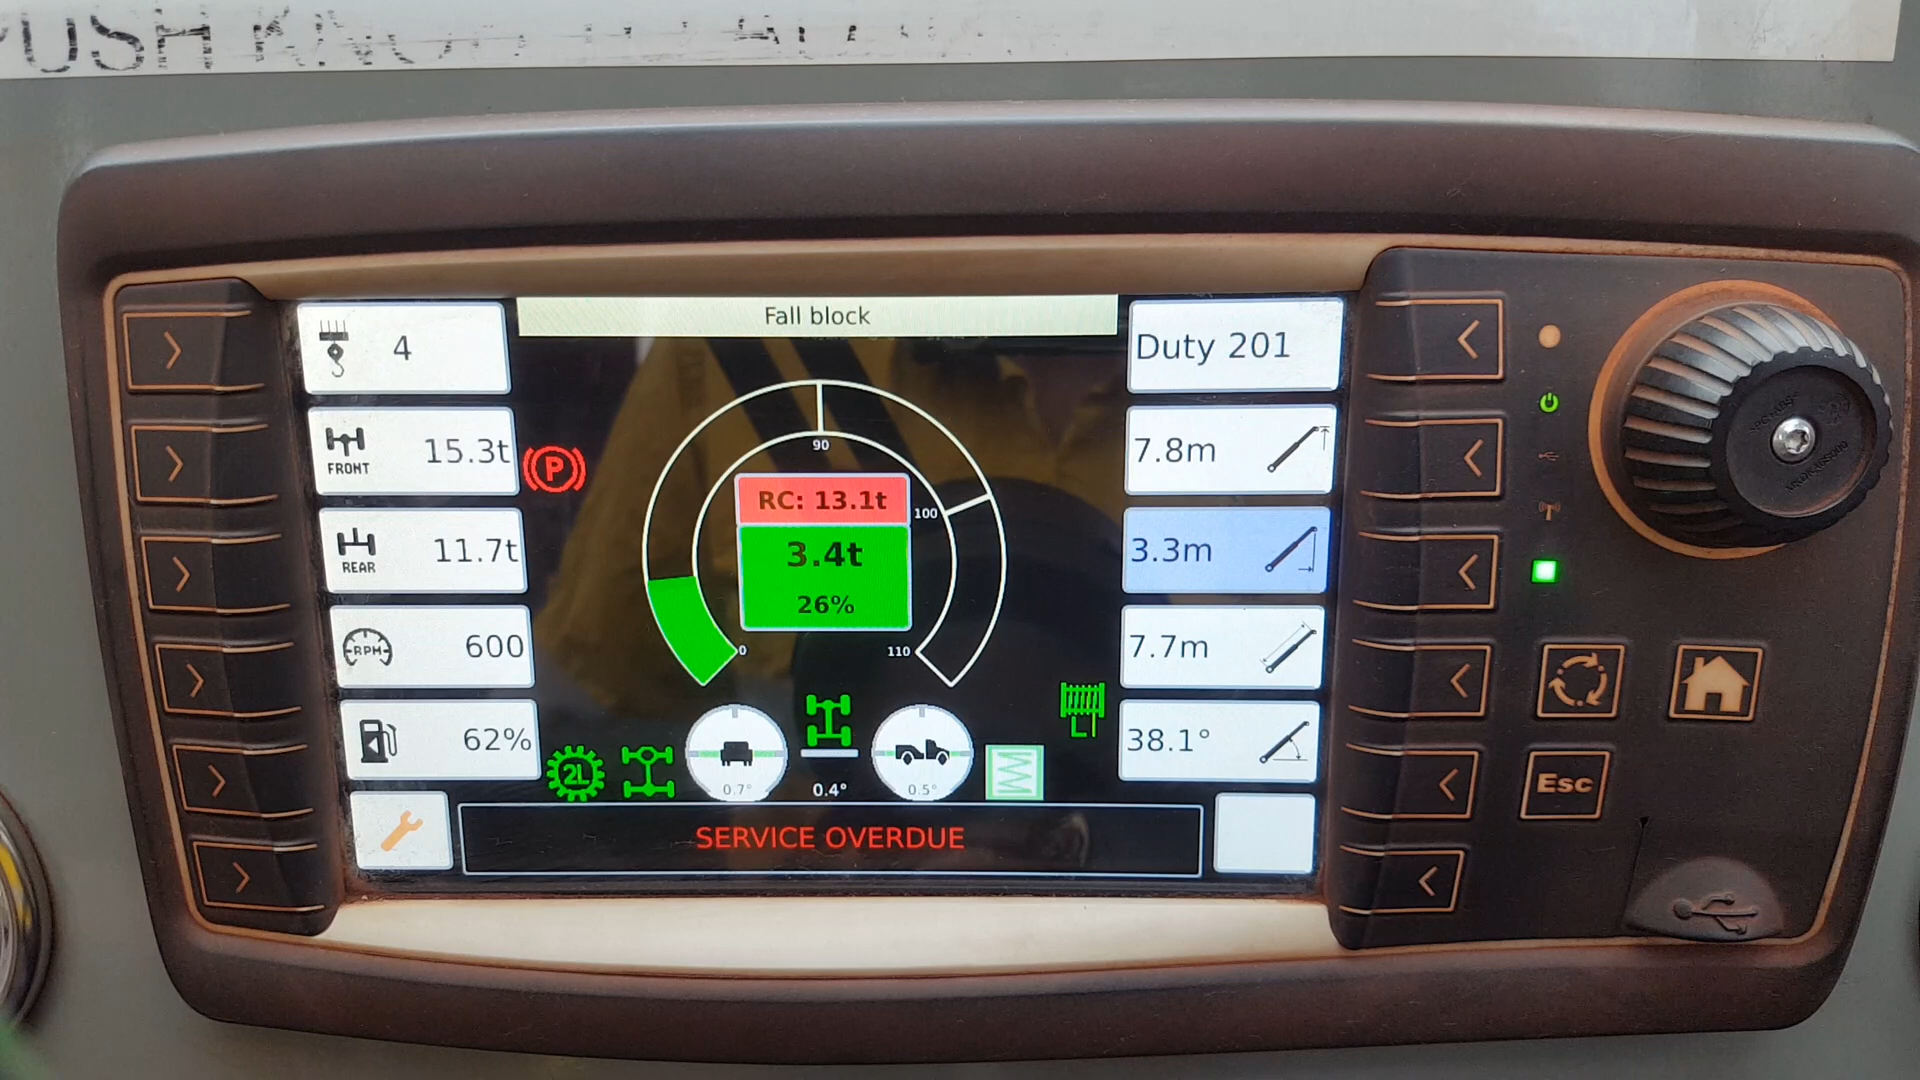 PUSH KNO
Fall block
4
Duty 201
FRONT
15.3t
P
90
7.8m
RC: 13.1t
100
REAR
11.7t
3.4t
3.3m
26%
RPM
600
0
110
7.7m
62%
2L
0.7°
0.4°
0.5°
38.1°
SERVICE OVERDUE
Esc